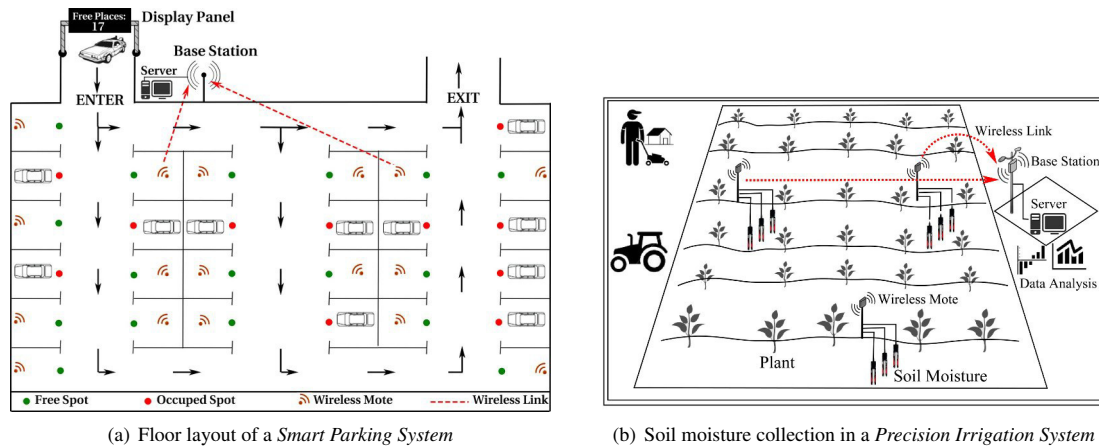 Free Places:
17
Display Panel
Base Station
Server
ENTER
EXIT
Free Spot
Occuped Spot
Wireless Mote
Wireless Link
(a) Floor layout of a Smart Parking System
Wireless Link
Base Station
Server
Data Analysis
Wireless Mote
Plant
Soil Moisture
(b) Soil moisture collection in a Precision Irrigation System